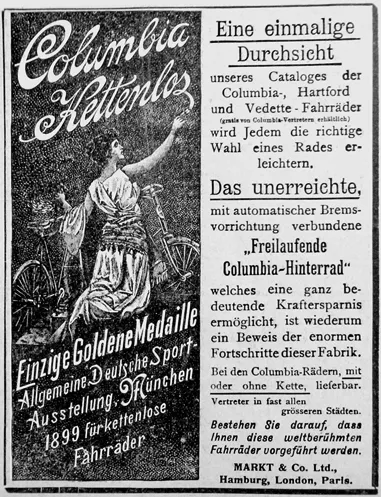 Columbia
Kettenlos
Einzige Goldene Medaille
Allgemeine Deutsche Sport-
Ausstellung, München
1899 für kettenlose
Fahrräder
Eine einmalige
Durchsicht
unseres Cataloges der
Columbia-, Hartford
und Vedette-Fahrräder
(gratis von Columbia-Vertretern erhältlich)
wird Jedem die richtige
Wahl eines Rades er-
leichtern.
Das unerreichte,
mit automatischer Brems-
vorrichtung verbundene
„Freilaufende
Columbia-Hinterrad"
welches eine ganz be-
deutende Kraftersparnis
ermöglicht, ist wiederum
ein Beweis der enormen
Fortschritte dieser Fabrik.
Bei den Columbia-Rädern, mit
oder ohne Kette, lieferbar.
Vertreter in fast allen
grösseren Städten.
Bestehen Sie darauf, dass
Ihnen diese weltberühmten
Fahrräder vorgeführt werden.
MARKT & Co. Ltd.,
Hamburg, London, Paris.